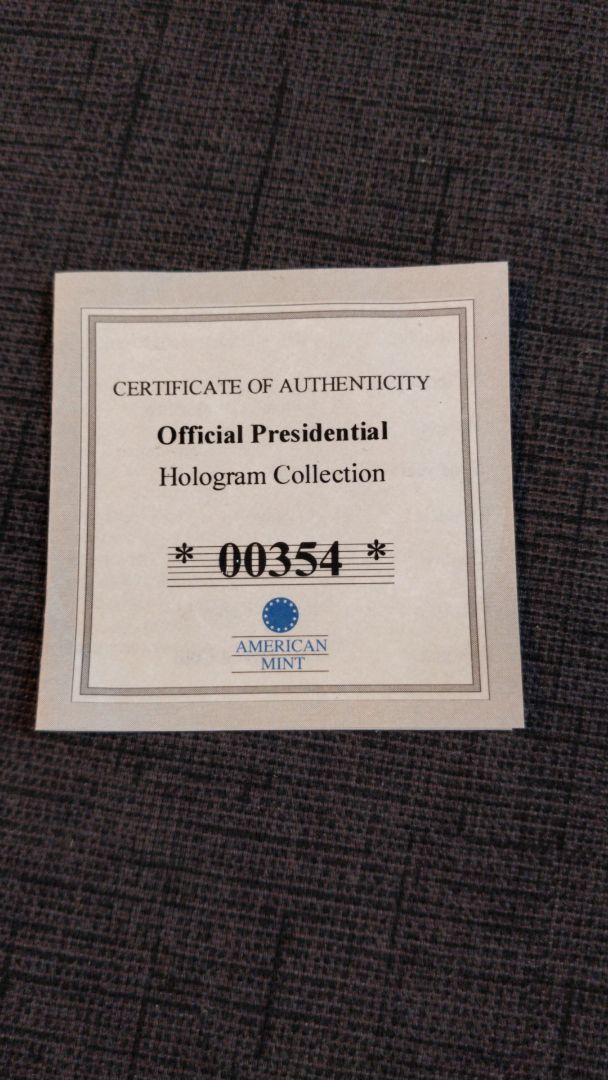 CERTIFICATE OF AUTHENTICITY
Official Presidential
Hologram Collection
* 00354 *
AMERICAN
MINT